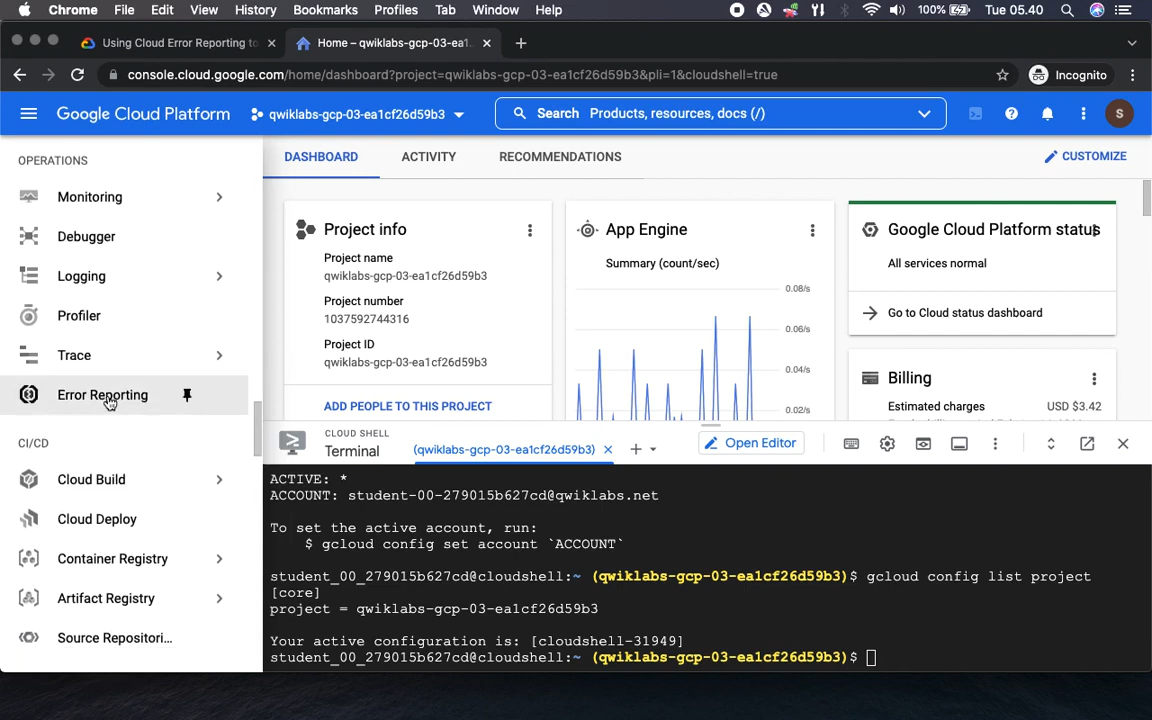 Chrome File Edit View History Bookmarks Profiles Tab Window Help 100% Tue 05.40
Using Cloud Error Reporting to
Home – qwiklabs-gcp-03-ea1...
console.cloud.google.com/home/dashboard?project=qwiklabs-gcp-03-ea1cf26d59b3&pli=1&cloudshell=true
Incognito
Google Cloud Platform
qwiklabs-gcp-03-ea1cf26d59b3
Search Products, resources, docs (/)
S
OPERATIONS
Monitoring
Debugger
Logging
Profiler
Trace
Error Reporting
CI/CD
Cloud Build
Cloud Deploy
Container Registry
Artifact Registry
Source Repositori...
DASHBOARD
ACTIVITY
RECOMMENDATIONS
CUSTOMIZE
Project info
Project name
qwiklabs-gcp-03-ea1cf26d59b3
Project number
1037592744316
Project ID
qwiklabs-gcp-03-ea1cf26d59b3
ADD PEOPLE TO THIS PROJECT
App Engine
Summary (count/sec)
0.08/s
0.06/s
0.04/s
0.02/s
Google Cloud Platform status
All services normal
Go to Cloud status dashboard
Billing
Estimated charges USD $3.42
CLOUD SHELL
Terminal
(qwiklabs-gcp-03-ea1cf26d59b3)
Open Editor
ACTIVE: *
ACCOUNT: student-00-279015b627cd@qwiklabs.net
To set the active account, run:
$ gcloud config set account `ACCOUNT`
student_00_279015b627cd@cloudshell:~ (qwiklabs-gcp-03-ea1cf26d59b3)$ gcloud config list project
[core]
project = qwiklabs-gcp-03-ea1cf26d59b3
Your active configuration is: [cloudshell-31949]
student_00_279015b627cd@cloudshell:~ (qwiklabs-gcp-03-ea1cf26d59b3)$